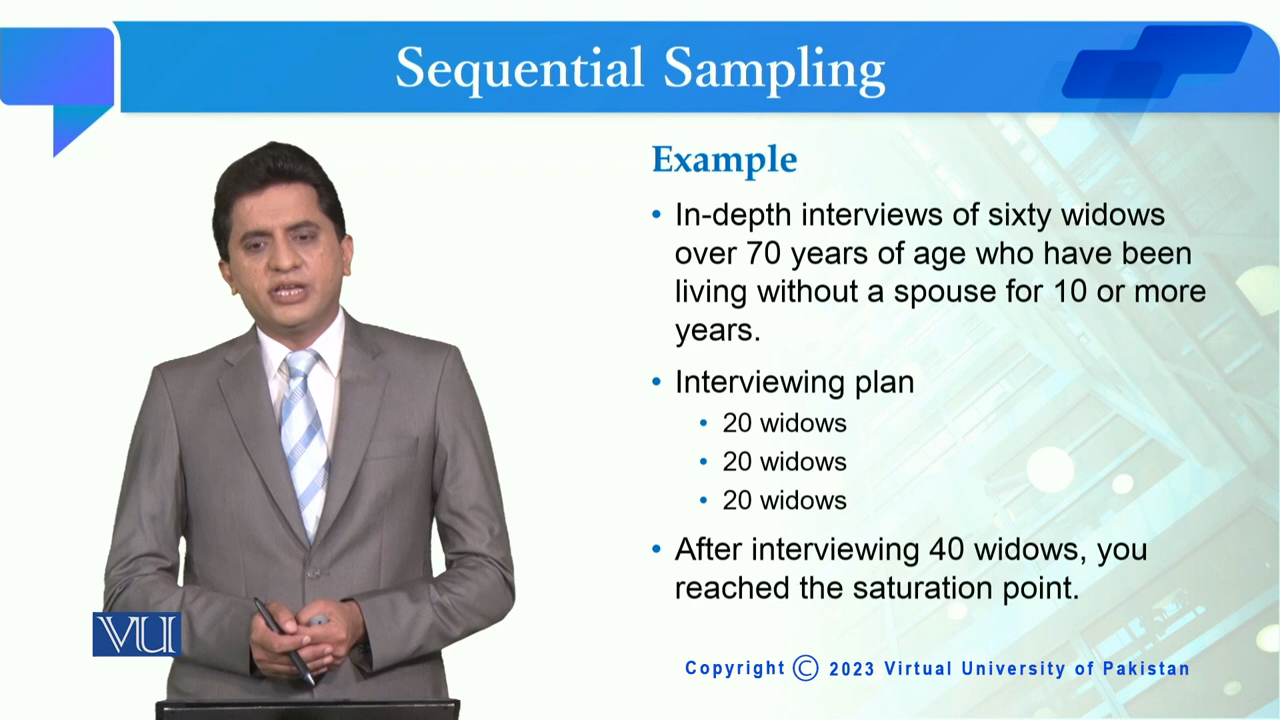 Sequential Sampling
Example
• In-depth interviews of sixty widows
over 70 years of age who have been
living without a spouse for 10 or more
years.
• Interviewing plan
• 20 widows
• 20 widows
• 20 widows
• After interviewing 40 widows, you
reached the saturation point.
VU
Copyright © 2023 Virtual University of Pakistan